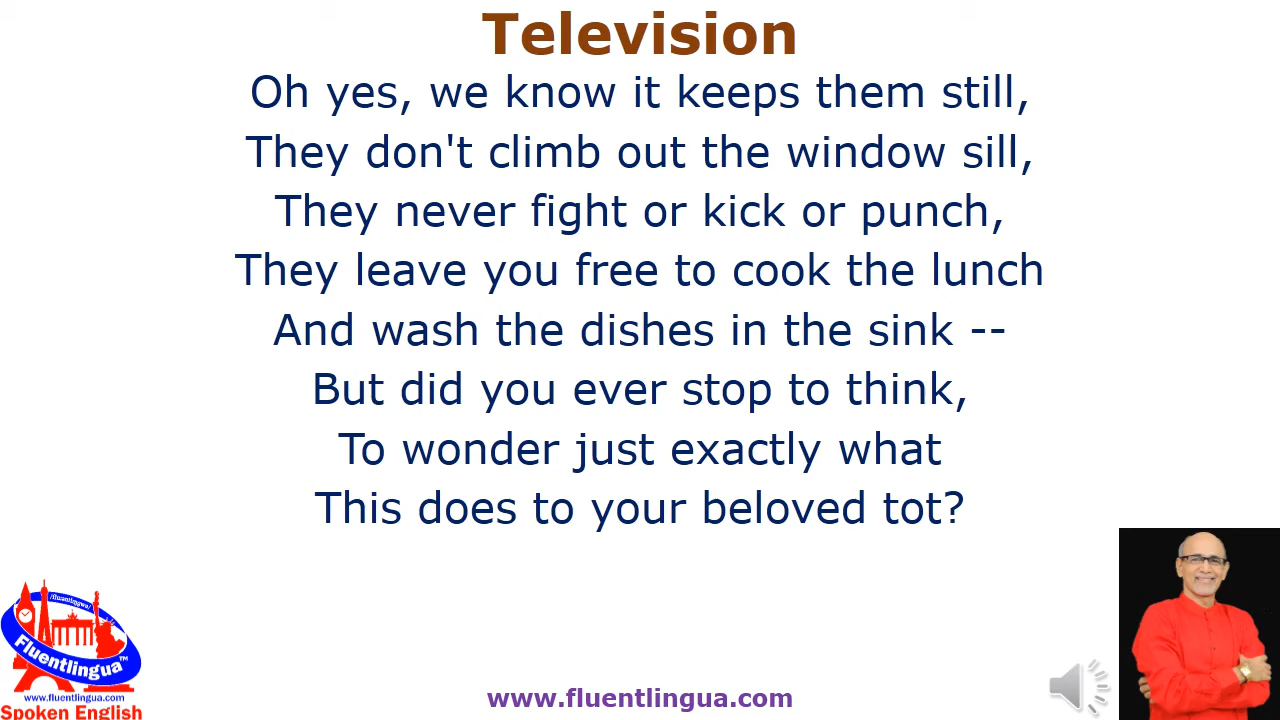 Television
Oh yes, we know it keeps them still,
They don't climb out the window sill,
They never fight or kick or punch,
They leave you free to cook the lunch
And wash the dishes in the sink --
But did you ever stop to think,
To wonder just exactly what
This does to your beloved tot?
/fluentlingwa/
Fluentlingua™
www.fluentlingua.com
Spoken English
www.fluentlingua.com